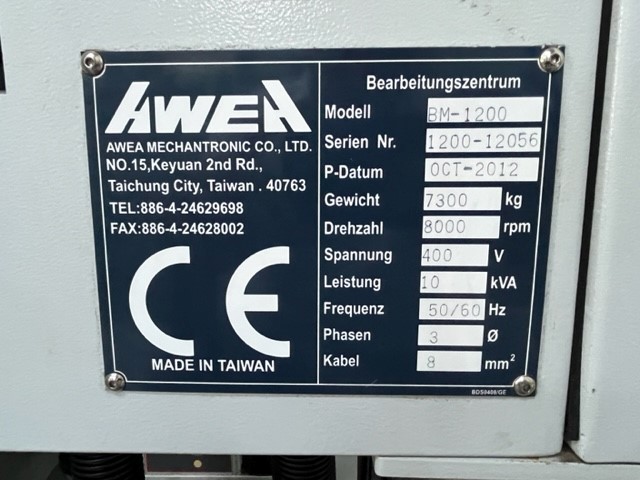 AWEA
AWEA MECHANTRONIC CO., LTD.
NO.15,Keyuan 2nd Rd.,
Taichung City, Taiwan . 40763
TEL:886-4-24629698
FAX:886-4-24628002
CE
MADE IN TAIWAN
Bearbeitungszentrum
Modell BM-1200
Serien Nr. 1200-12056
P-Datum OCT-2012
Gewicht 7300 kg
Drehzahl 8000 rpm
Spannung 400 V
Leistung 10 kVA
Frequenz 50/60 Hz
Phasen 3 Ø
Kabel 8 mm²
BDS0408/GE